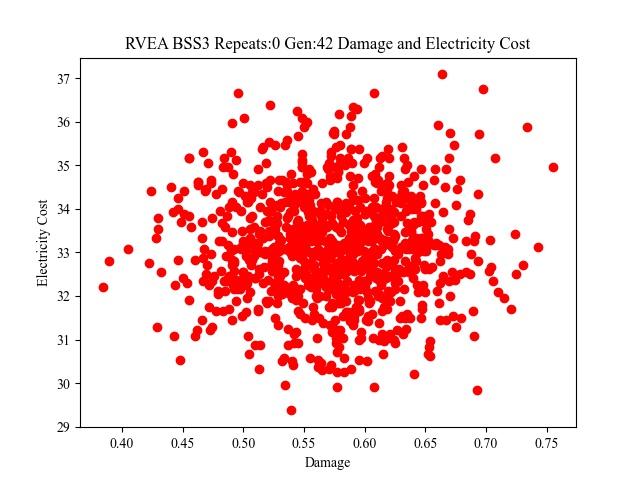 RVEA BSS3 Repeats:0 Gen:42 Damage and Electricity Cost
37
36
35
34
33
32
31
30
29
Electricity Cost
0.40 0.45 0.50 0.55 0.60 0.65 0.70 0.75
Damage